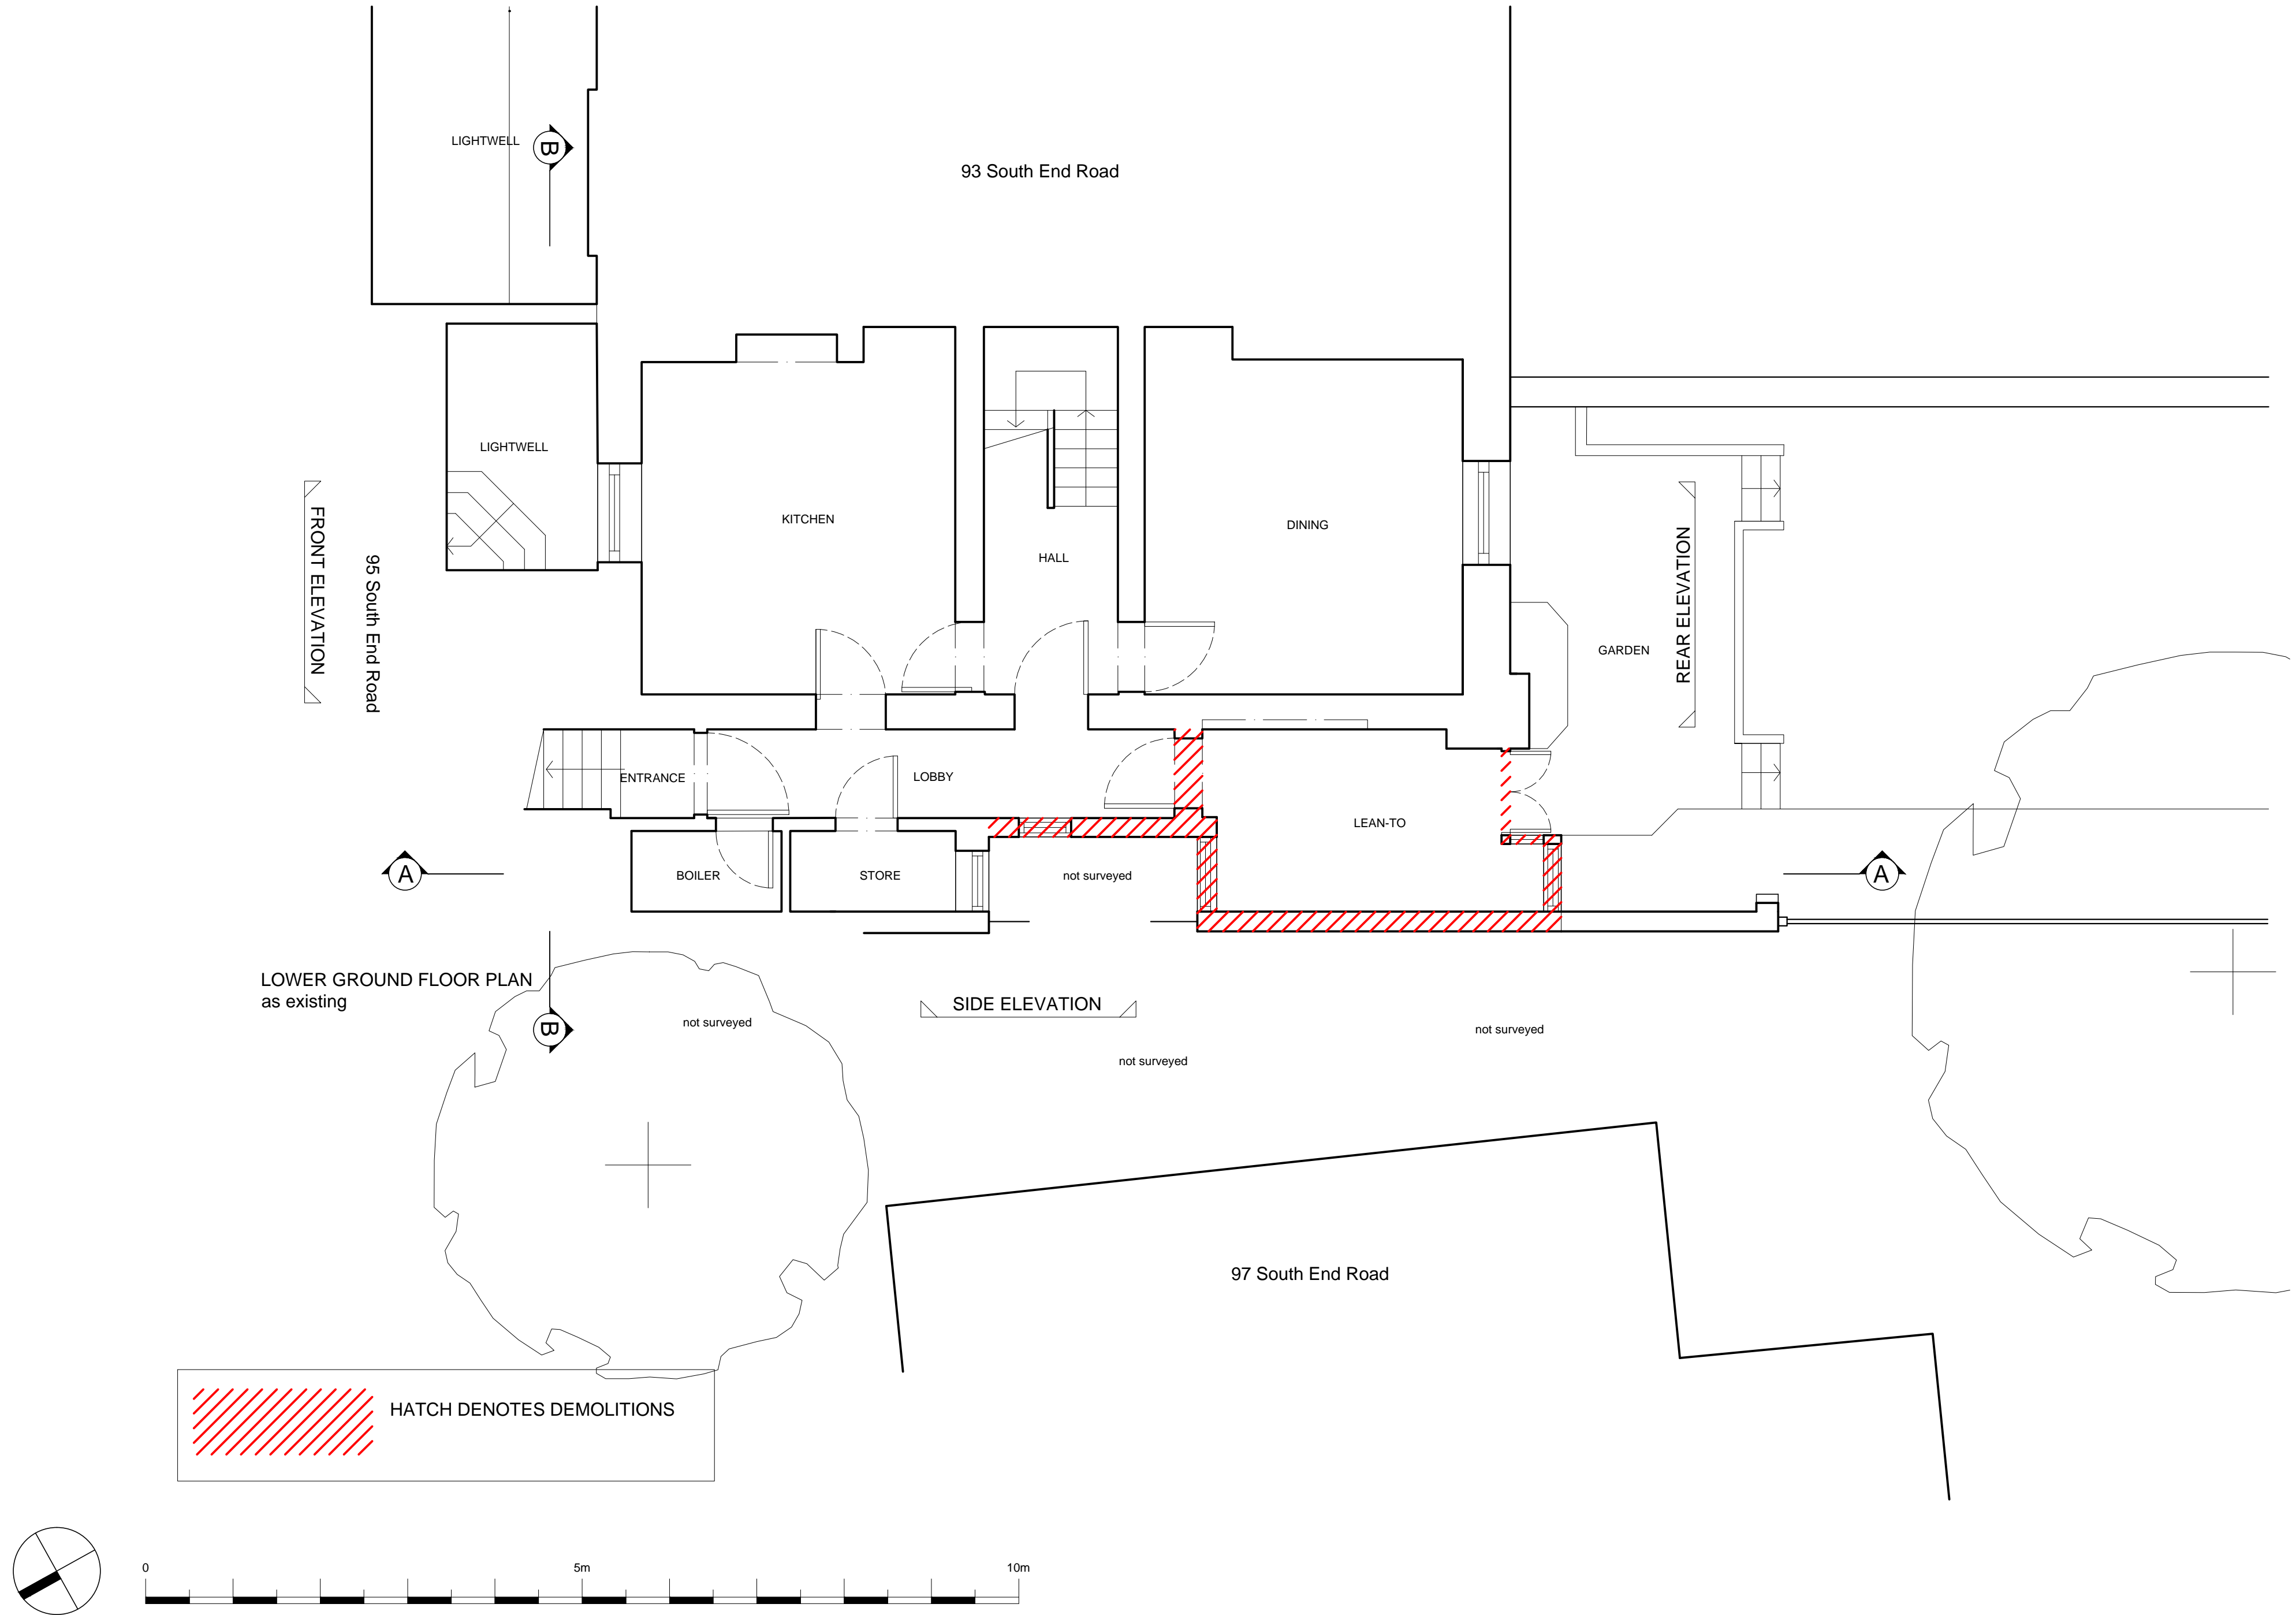 LIGHTWELL
B
93 South End Road
LIGHTWELL
FRONT ELEVATION
95 South End Road
KITCHEN
HALL
DINING
GARDEN
REAR ELEVATION
ENTRANCE
LOBBY
LEAN-TO
A
BOILER
STORE
not surveyed
A
LOWER GROUND FLOOR PLAN
as existing
B
not surveyed
SIDE ELEVATION
not surveyed
not surveyed
97 South End Road
HATCH DENOTES DEMOLITIONS
0
5m
10m